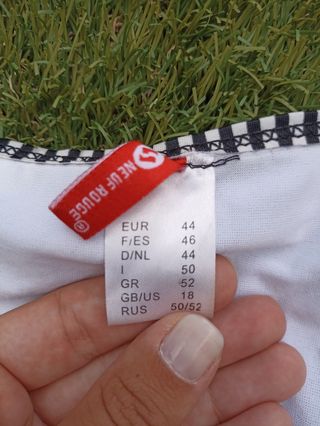 NEUF ROUGE®
EUR 44
F/ES 46
D/NL 44
I 50
GR 52
GB/US 18
RUS 50/52